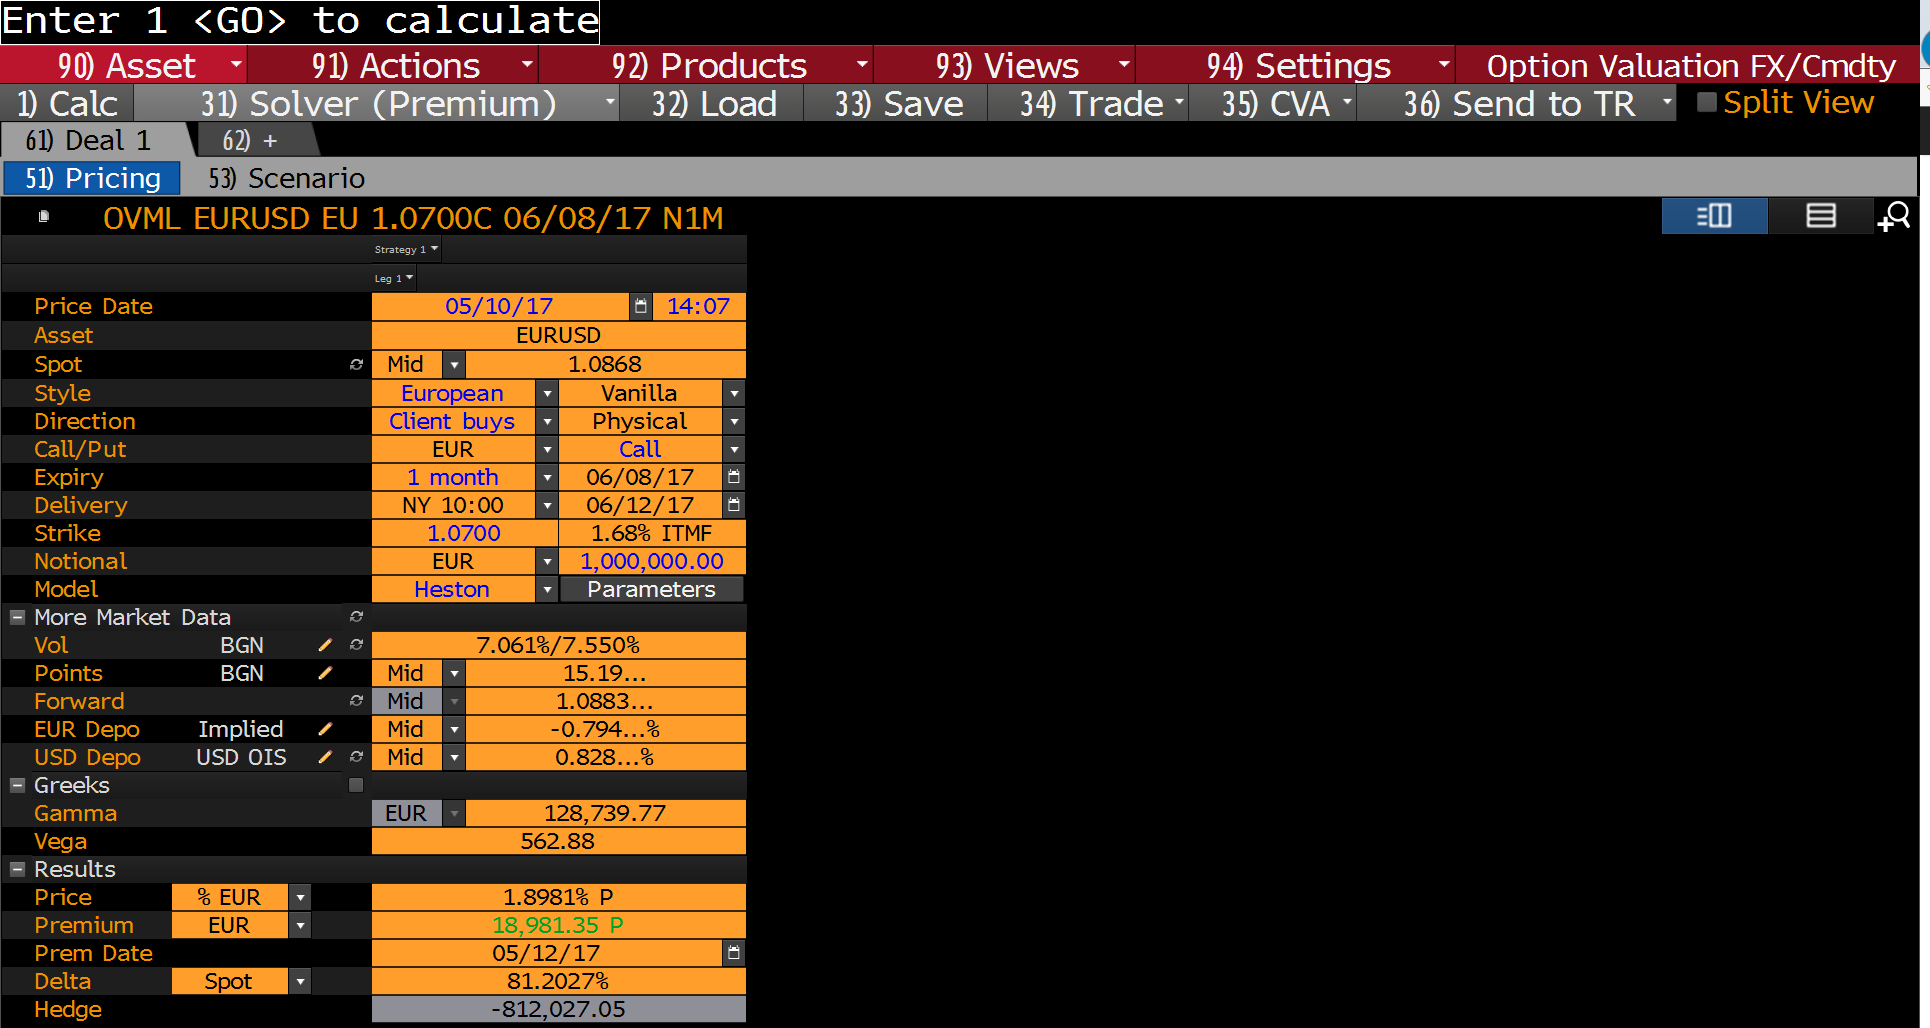 Enter 1 <GO> to calculate
90) Asset 91) Actions 92) Products 93) Views 94) Settings Option Valuation FX/Cmdty
1) Calc 31) Solver (Premium) 32) Load 33) Save 34) Trade 35) CVA 36) Send to TR Split View
61) Deal 1 62) +
51) Pricing 53) Scenario
OVML EURUSD EU 1.0700C 06/08/17 N1M
Strategy 1
Leg 1
Price Date 05/10/17 14:07
Asset EURUSD
Spot Mid 1.0868
Style European Vanilla
Direction Client buys Physical
Call/Put EUR Call
Expiry 1 month 06/08/17
Delivery NY 10:00 06/12/17
Strike 1.0700 1.68% ITMF
Notional EUR 1,000,000.00
Model Heston Parameters
More Market Data
Vol BGN 7.061%/7.550%
Points BGN Mid 15.19...
Forward Mid 1.0883...
EUR Depo Implied Mid -0.794...%
USD Depo USD OIS Mid 0.828...%
Greeks
Gamma EUR 128,739.77
Vega 562.88
Results
Price % EUR 1.8981% P
Premium EUR 18,981.35 P
Prem Date 05/12/17
Delta Spot 81.2027%
Hedge -812,027.05